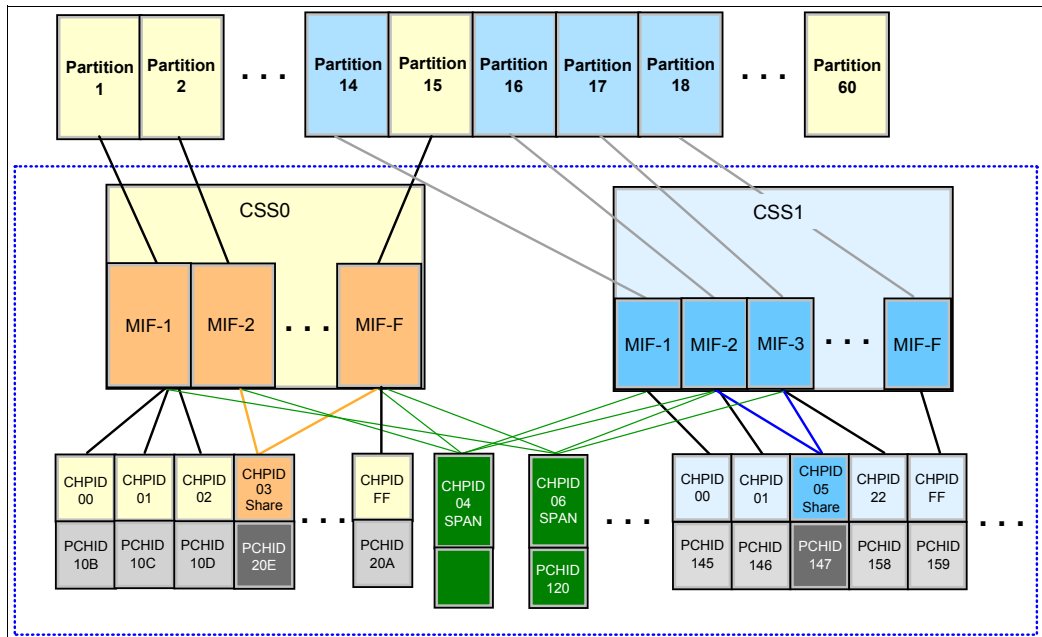 Partition
1
Partition
2
. . .
Partition
14
Partition
15
Partition
16
Partition
17
Partition
18
. . .
Partition
60
CSS0
CSS1
MIF-1
MIF-2
. . .
MIF-F
MIF-1
MIF-2
MIF-3
. . .
MIF-F
CHPID
00
CHPID
01
CHPID
02
CHPID
03
Share
. . .
CHPID
FF
CHPID
04
SPAN
CHPID
06
SPAN
. . .
CHPID
00
CHPID
01
CHPID
05
Share
CHPID
22
CHPID
FF
. . .
PCHID
10B
PCHID
10C
PCHID
10D
PCHID
20E
PCHID
20A
PCHID
120
PCHID
145
PCHID
146
PCHID
147
PCHID
158
PCHID
159